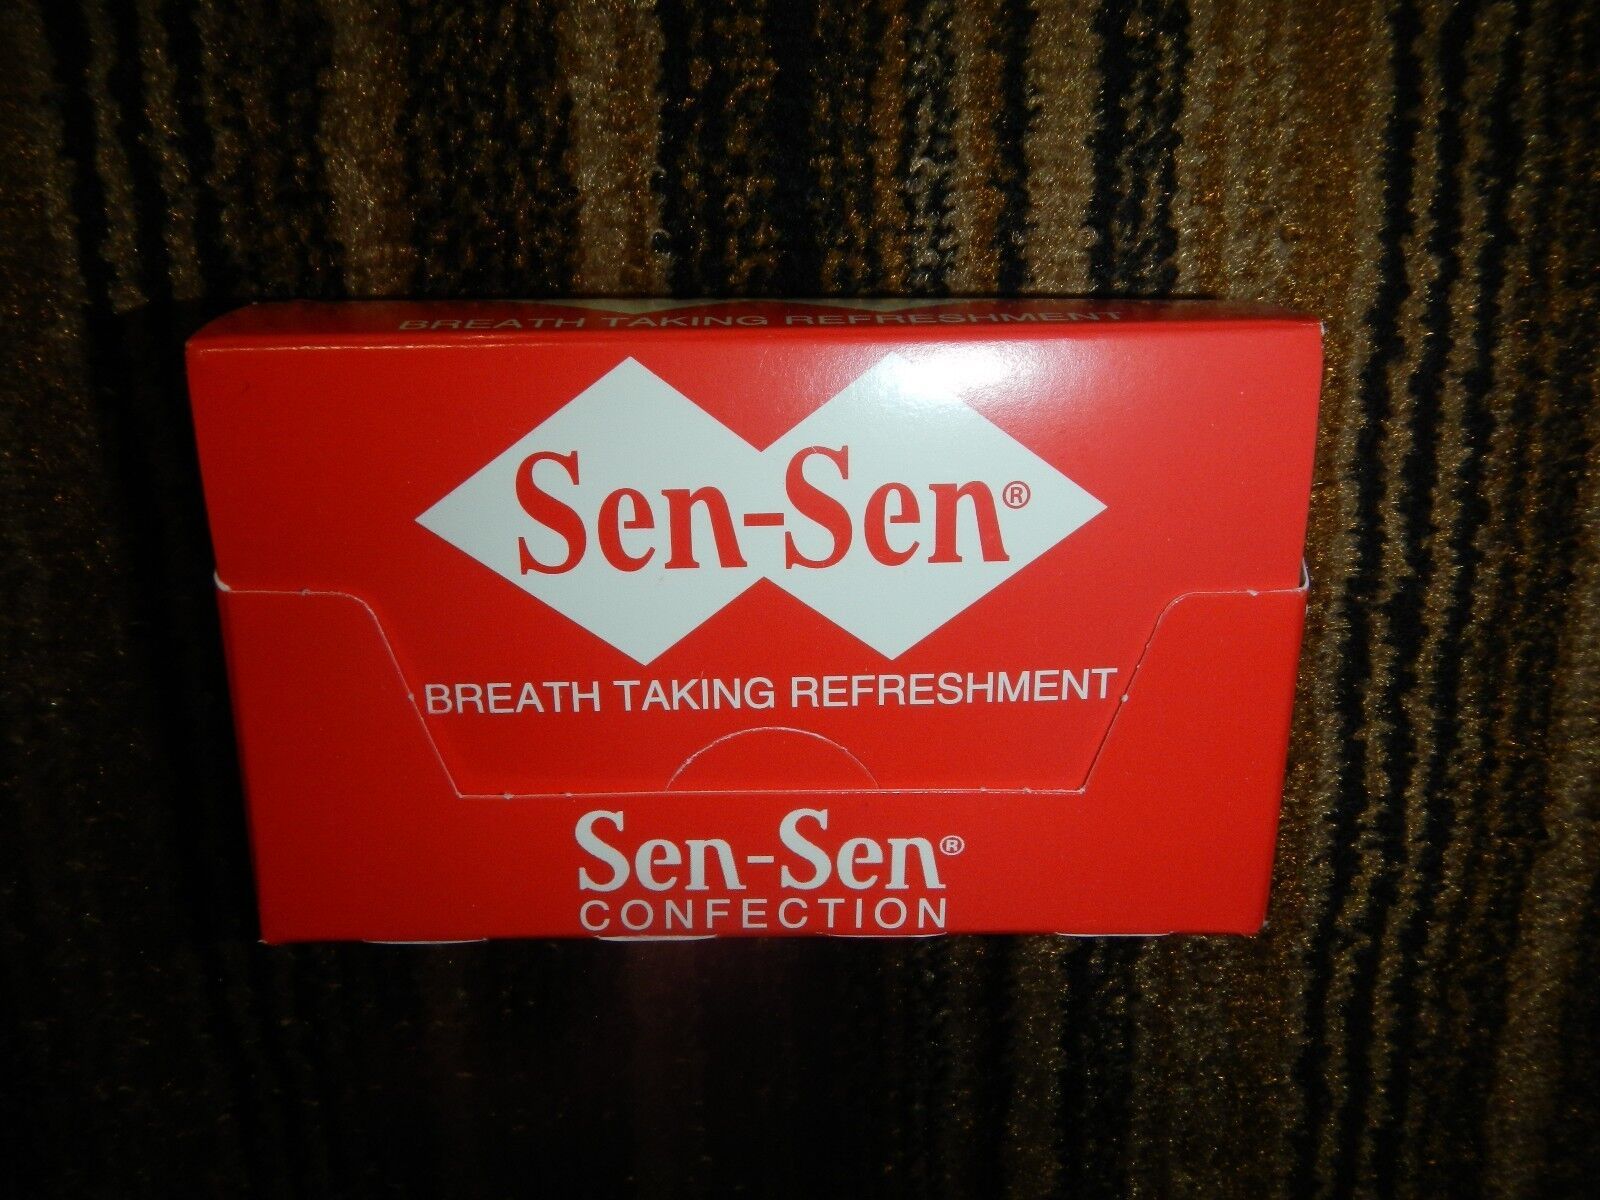 BREATH TAKING REFRESHMENT
Sen-Sen®
BREATH TAKING REFRESHMENT
Sen-Sen®
CONFECTION